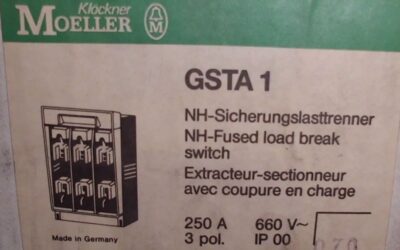 Klöckner
MOELLER
M
GSTA 1
NH-Sicherungslasttrenner
NH-Fused load break
switch
Extracteur-sectionneur
avec coupure en charge
250 A 660 V~
3 pol. IP 00
Made in Germany